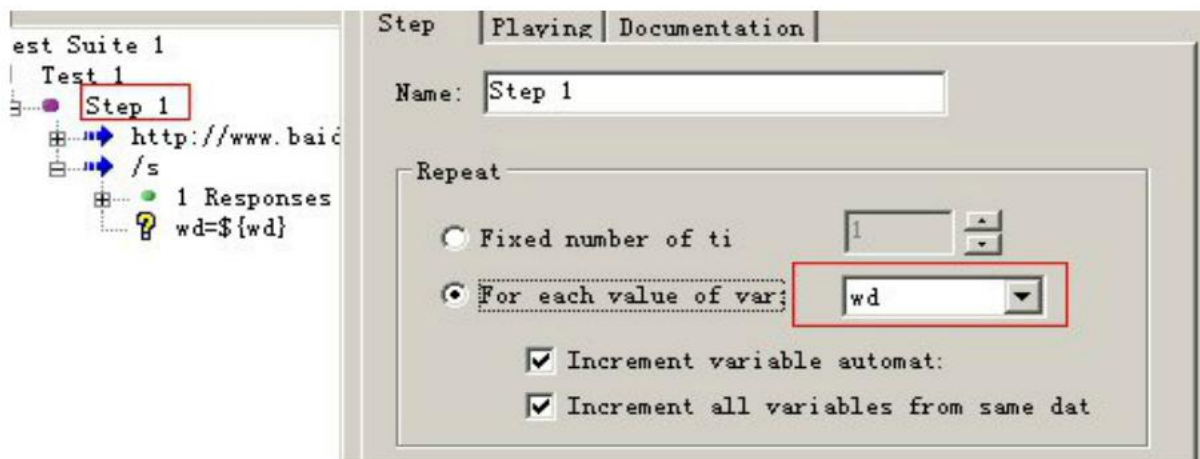 est Suite 1
Test 1
Step 1
http://www.baid
/s
1 Responses
wd=${wd}
Step
Playing
Documentation
Name:
Step 1
Repeat
Fixed number of ti
1
For each value of var:
wd
Increment variable automat:
Increment all variables from same dat